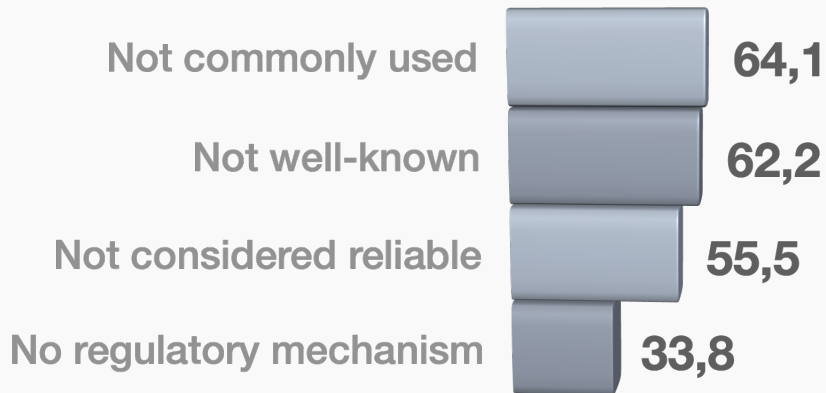 Not commonly used 64,1
Not well-known 62,2
Not considered reliable 55,5
No regulatory mechanism 33,8